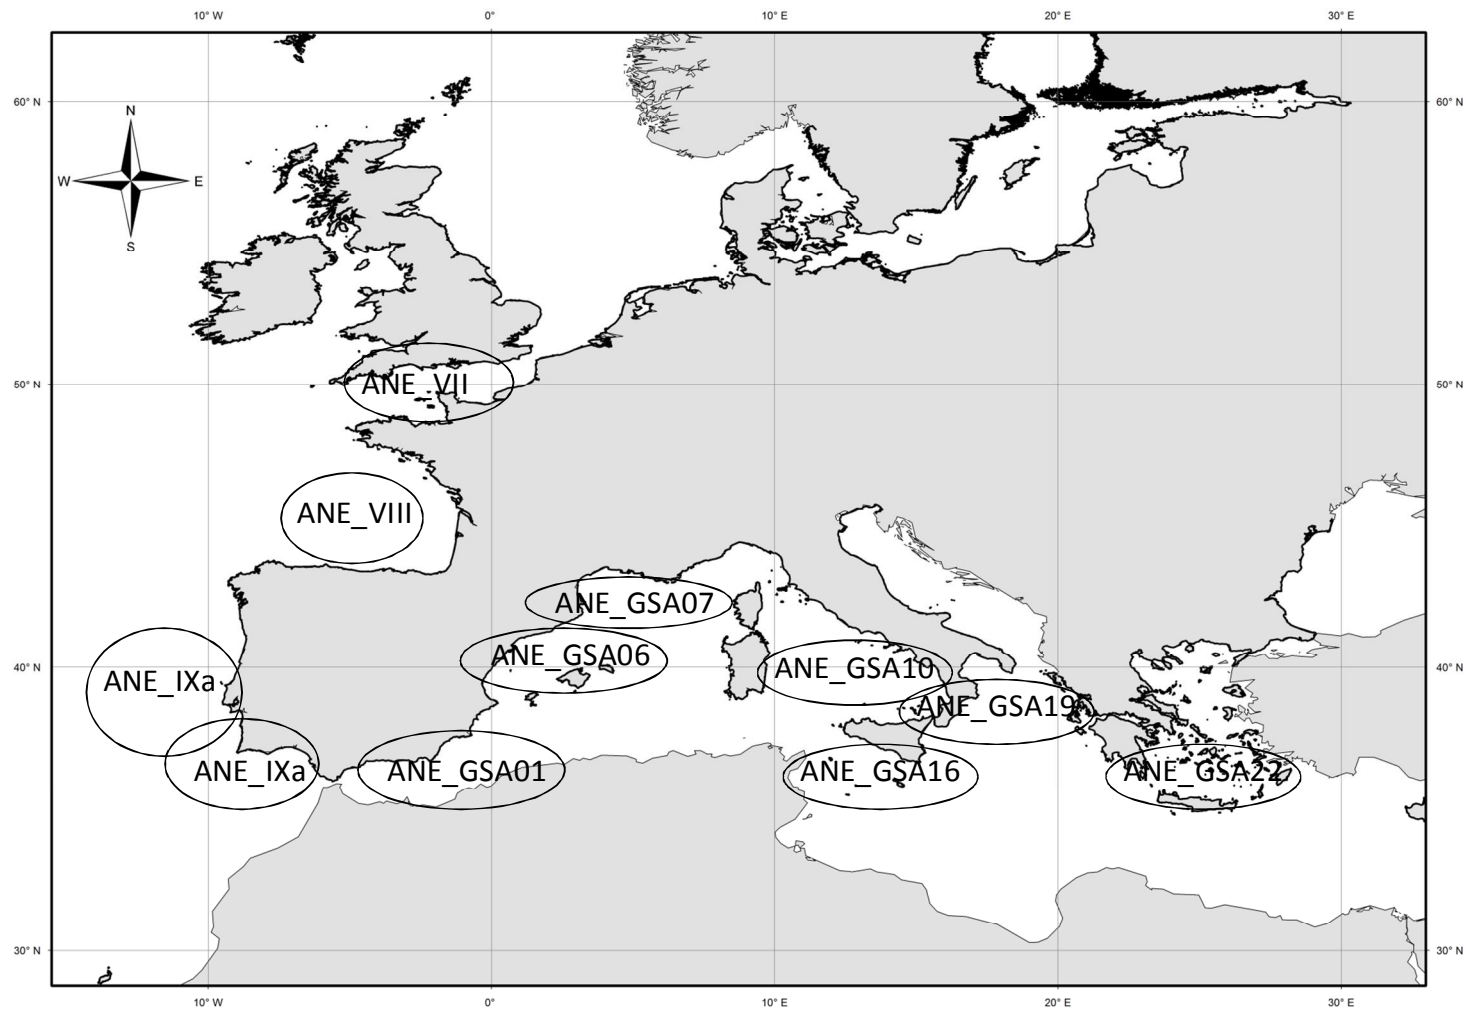 10° W 0° 10° E 20° E 30° E
60° N 60° N
N
W E
S
50° N 50° N
ANE_VII
ANE_VIII
ANE_GSA07
ANE_GSA06
40° N 40° N
ANE_GSA10
ANE_IXa
ANE_GSA19
ANE_IXa ANE_GSA01 ANE_GSA16 ANE_GSA22
30° N 30° N
10° W 0° 10° E 20° E 30° E